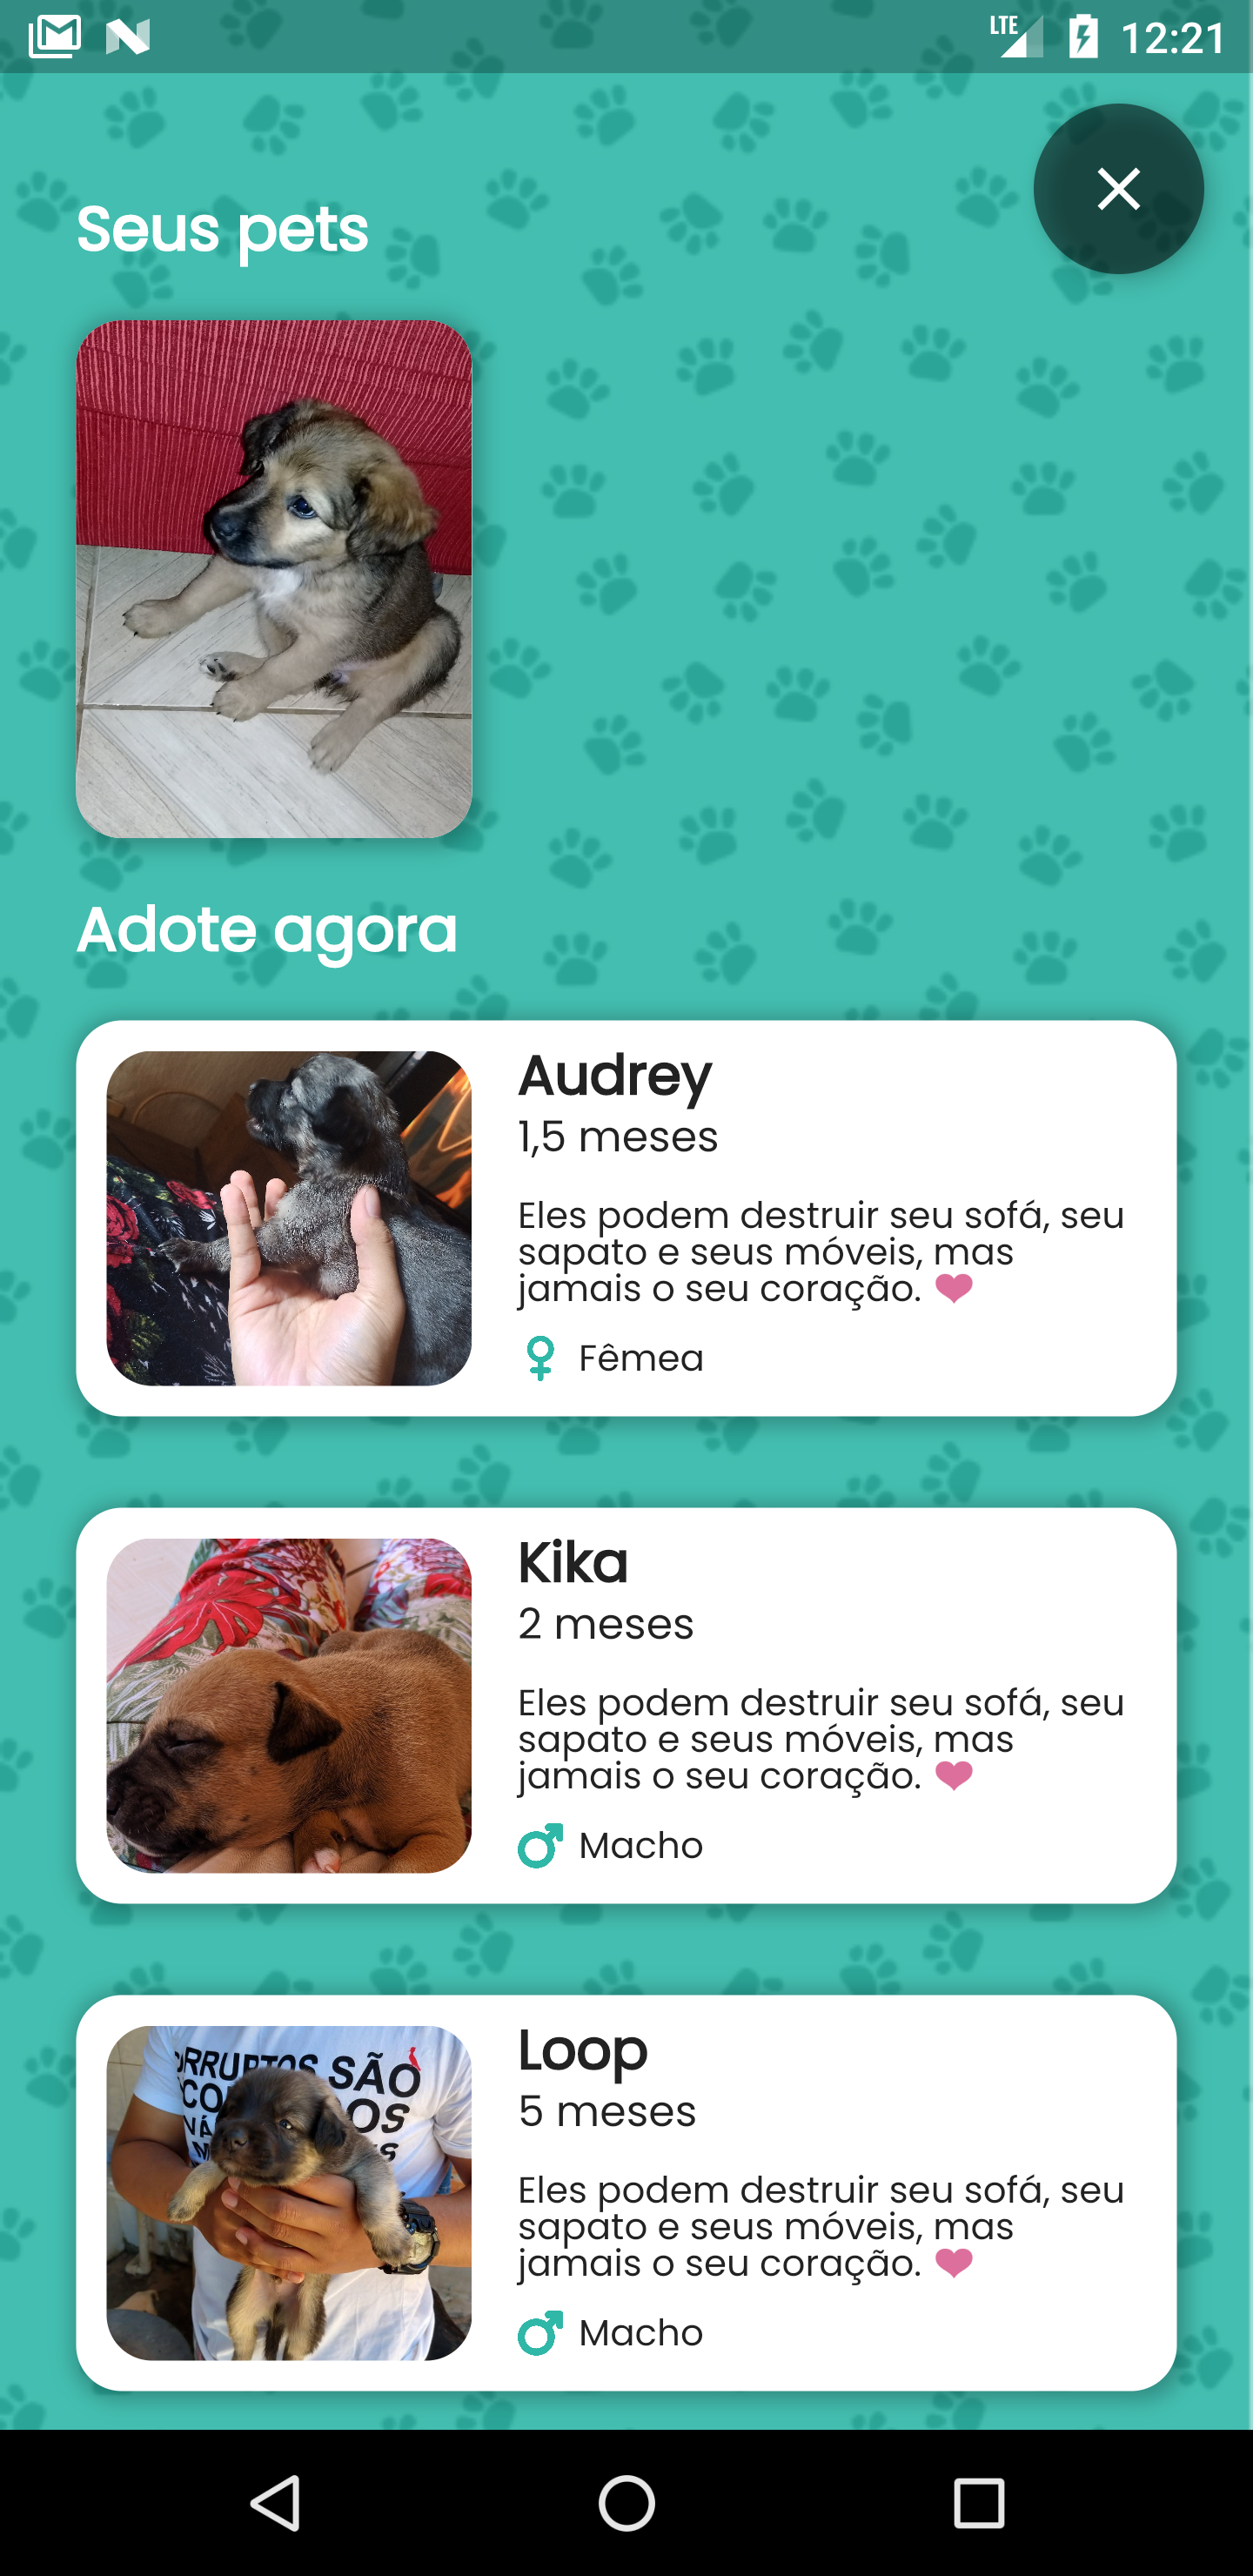 LTE 12:21
Seus pets
Adote agora
Audrey
1,5 meses
Eles podem destruir seu sofá, seu
sapato e seus móveis, mas
jamais o seu coração.
Fêmea
Kika
2 meses
Eles podem destruir seu sofá, seu
sapato e seus móveis, mas
jamais o seu coração.
Macho
SÃO
Loop
5 meses
Eles podem destruir seu sofá, seu
sapato e seus móveis, mas
jamais o seu coração.
Macho